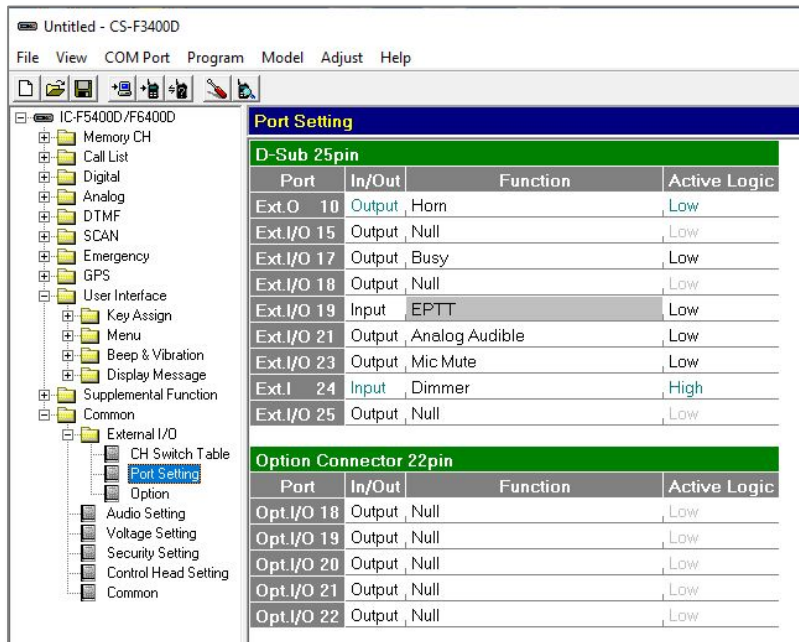 Untitled - CS-F3400D
File View COM Port Program Model Adjust Help
IC-F5400D/F6400D
Memory CH
Call List
Digital
Analog
DTMF
SCAN
Emergency
GPS
User Interface
Key Assign
Menu
Beep & Vibration
Display Message
Supplemental Function
Common
External I/O
CH Switch Table
Port Setting
Option
Audio Setting
Voltage Setting
Security Setting
Control Head Setting
Common
Port Setting
D-Sub 25pin
Port In/Out Function Active Logic
Ext.O 10 Output Horn Low
Ext.I/O 15 Output Null Low
Ext.I/O 17 Output Busy Low
Ext.I/O 18 Output Null Low
Ext.I/O 19 Input EPTT Low
Ext.I/O 21 Output Analog Audible Low
Ext.I/O 23 Output Mic Mute Low
Ext.I 24 Input Dimmer High
Ext.I/O 25 Output Null Low
Option Connector 22pin
Port In/Out Function Active Logic
Opt.I/O 18 Output Null Low
Opt.I/O 19 Output Null Low
Opt.I/O 20 Output Null Low
Opt.I/O 21 Output Null Low
Opt.I/O 22 Output Null Low